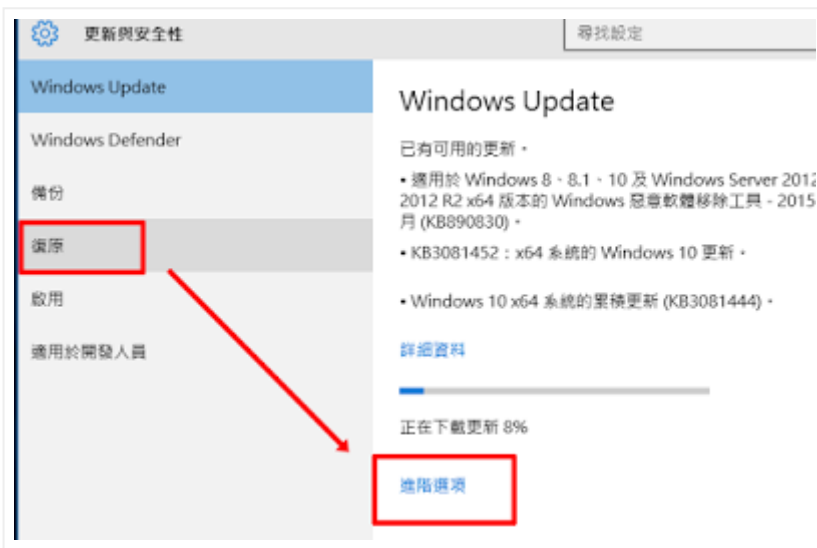 更新與安全性
尋找設定
Windows Update
Windows Defender
備份
復原
啟用
適用於開發人員
Windows Update
已有可用的更新。
• 適用於 Windows 8、8.1、10 及 Windows Server 2012
2012 R2 x64 版本的 Windows 惡意軟體移除工具 - 2015
月 (KB890830)。
• KB3081452：x64 系統的 Windows 10 更新。
• Windows 10 x64 系統的累積更新 (KB3081444)。
詳細資料
正在下載更新 8%
進階選項